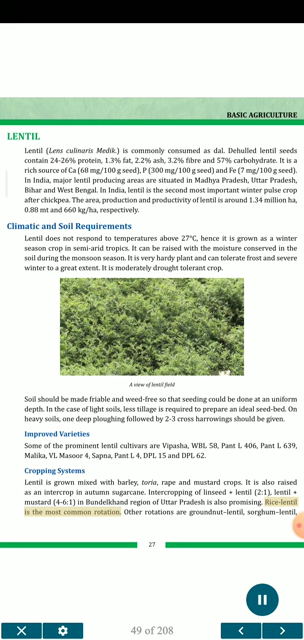 BASIC AGRICULTURE
LENTIL
Lentil (Lens culinaris Medik.) is commonly consumed as dal. Dehulled lentil seeds
contain 24-26% protein, 1.3% fat, 2.2% ash, 3.2% fibre and 57% carbohydrate. It is a
rich source of Ca (68 mg/100 g seed), P (300 mg/100 g seed) and Fe (7 mg/100 g seed).
In India, major lentil producing areas are situated in Madhya Pradesh, Uttar Pradesh,
Bihar and West Bengal. In India, lentil is the second most important winter pulse crop
after chickpea. The area, production and productivity of lentil is around 1.34 million ha,
0.88 mt and 660 kg/ha, respectively.
Climatic and Soil Requirements
Lentil does not respond to temperatures above 27°C, hence it is grown as a winter
season crop in semi-arid tropics. It can be raised with the moisture conserved in the
soil during the monsoon season. It is very hardy plant and can tolerate frost and severe
winter to a great extent. It is moderately drought tolerant crop.
A view of lentil field
Soil should be made friable and weed-free so that seeding could be done at an uniform
depth. In the case of light soils, less tillage is required to prepare an ideal seed-bed. On
heavy soils, one deep ploughing followed by 2-3 cross harrowings should be given.
Improved Varieties
Some of the prominent lentil cultivars are Vipasha, WBL 58, Pant L 406, Pant L 639,
Malika, VL Masoor 4, Sapna, Pant L 4, DPL 15 and DPL 62.
Cropping Systems
Lentil is grown mixed with barley, toria, rape and mustard crops. It is also raised
as an intercrop in autumn sugarcane. Intercropping of linseed + lentil (2:1), lentil +
mustard (4-6:1) in Bundelkhand region of Uttar Pradesh is also promising. Rice-lentil
is the most common rotation. Other rotations are groundnut–lentil, sorghum–lentil,
27
49 of 208